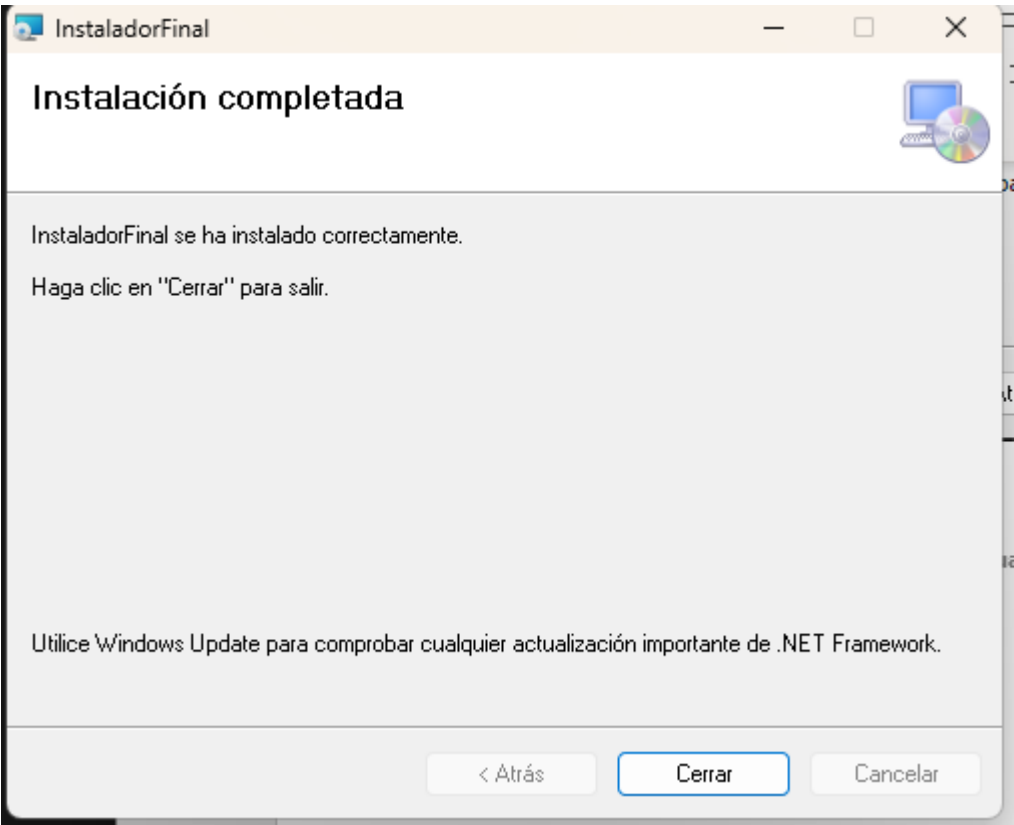 InstaladorFinal
Instalación completada
InstaladorFinal se ha instalado correctamente.
Haga clic en "Cerrar" para salir.
Utilice Windows Update para comprobar cualquier actualización importante de .NET Framework.
< Atrás
Cerrar
Cancelar